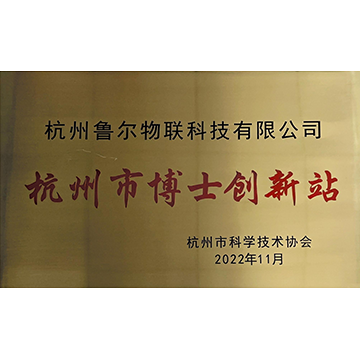 杭州鲁尔物联科技有限公司
杭州市博士创新站
杭州市科学技术协会
2022年11月